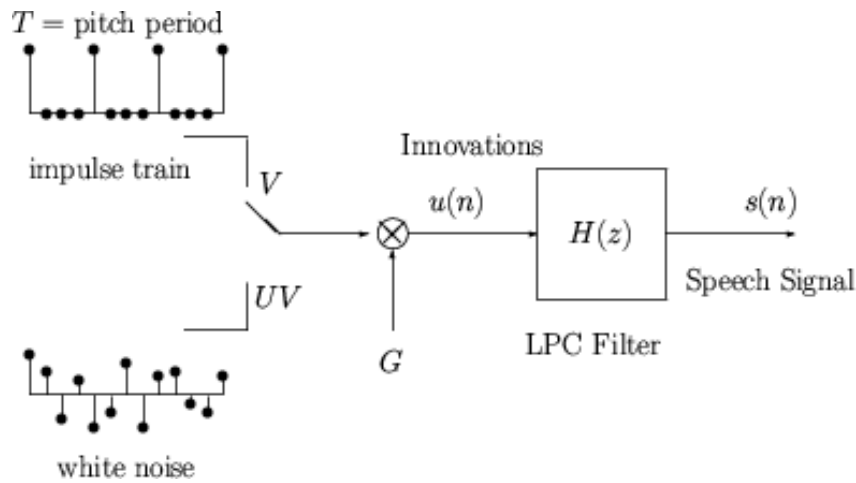 T = pitch period
impulse train
V
Innovations
u(n)
H(z)
s(n)
UV
Speech Signal
G
LPC Filter
white noise